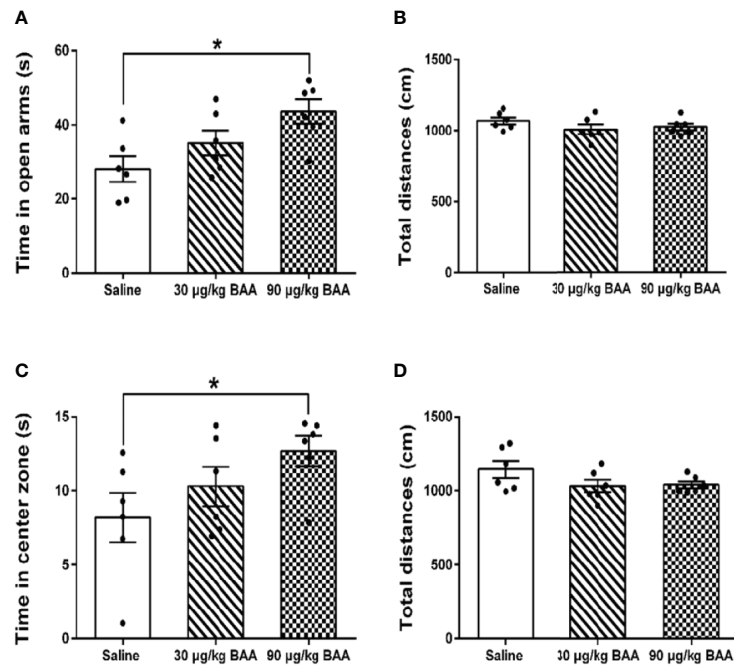 A
Time in open arms (s)
60
40
20
0
*
Saline
30 µg/kg BAA
90 µg/kg BAA
B
Total distances (cm)
1500
1000
500
0
Saline
30 µg/kg BAA
90 µg/kg BAA
C
Time in center zone (s)
15
10
5
0
*
Saline
30 µg/kg BAA
90 µg/kg BAA
D
Total distances (cm)
1500
1000
500
0
Saline
30 µg/kg BAA
90 µg/kg BAA